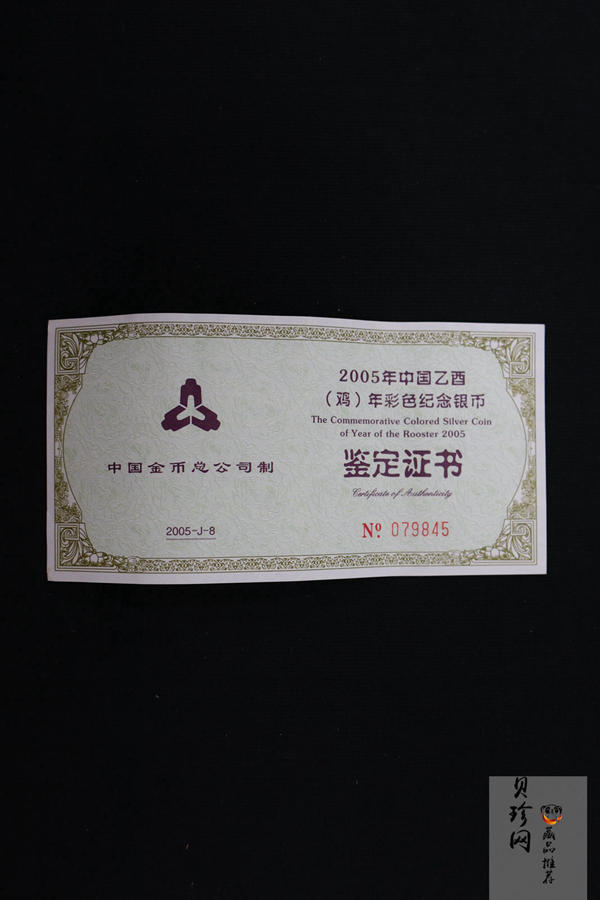 中国金币总公司制
2005-J-8
2005年中国乙酉
（鸡）年彩色纪念银币
The Commemorative Colored Silver Coin
of Year of the Rooster 2005
鉴定证书
Certificate of Authenticity
Nº 079845
贝珍网
藏品推荐